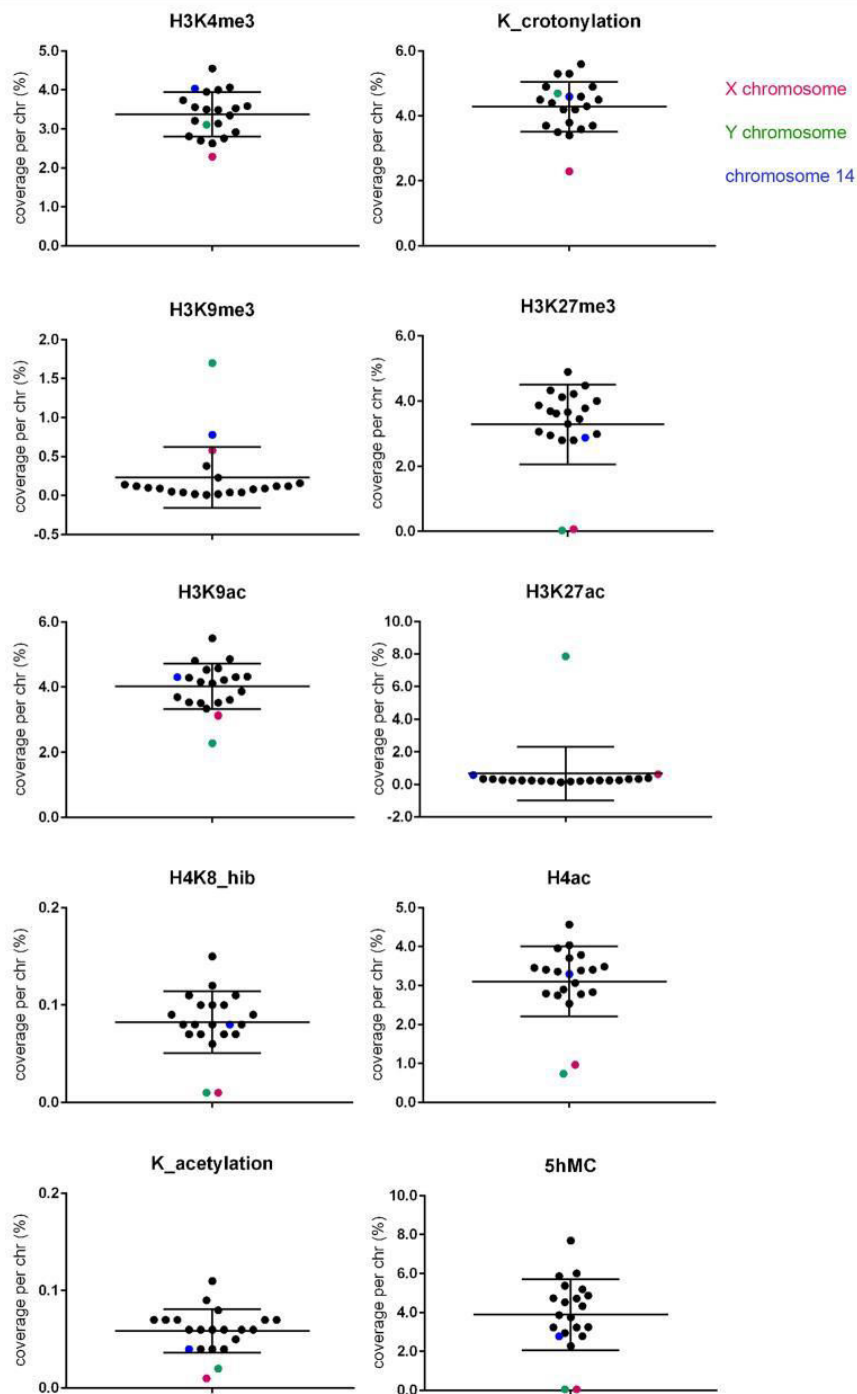 H3K4me3
K_crotonylation
coverage per chr (%)
5.0
4.0
3.0
2.0
1.0
0.0
coverage per chr (%)
6.0
4.0
2.0
0.0
X chromosome
Y chromosome
chromosome 14
H3K9me3
H3K27me3
coverage per chr (%)
2.0
1.5
1.0
0.5
0.0
-0.5
coverage per chr (%)
6.0
4.0
2.0
0.0
H3K9ac
H3K27ac
coverage per chr (%)
6.0
4.0
2.0
0.0
coverage per chr (%)
10.0
8.0
6.0
4.0
2.0
0.0
-2.0
H4K8_hib
H4ac
coverage per chr (%)
0.2
0.1
0.0
coverage per chr (%)
5.0
4.0
3.0
2.0
1.0
0.0
K_acetylation
5hMC
coverage per chr (%)
0.2
0.1
0.0
coverage per chr (%)
10.0
8.0
6.0
4.0
2.0
0.0